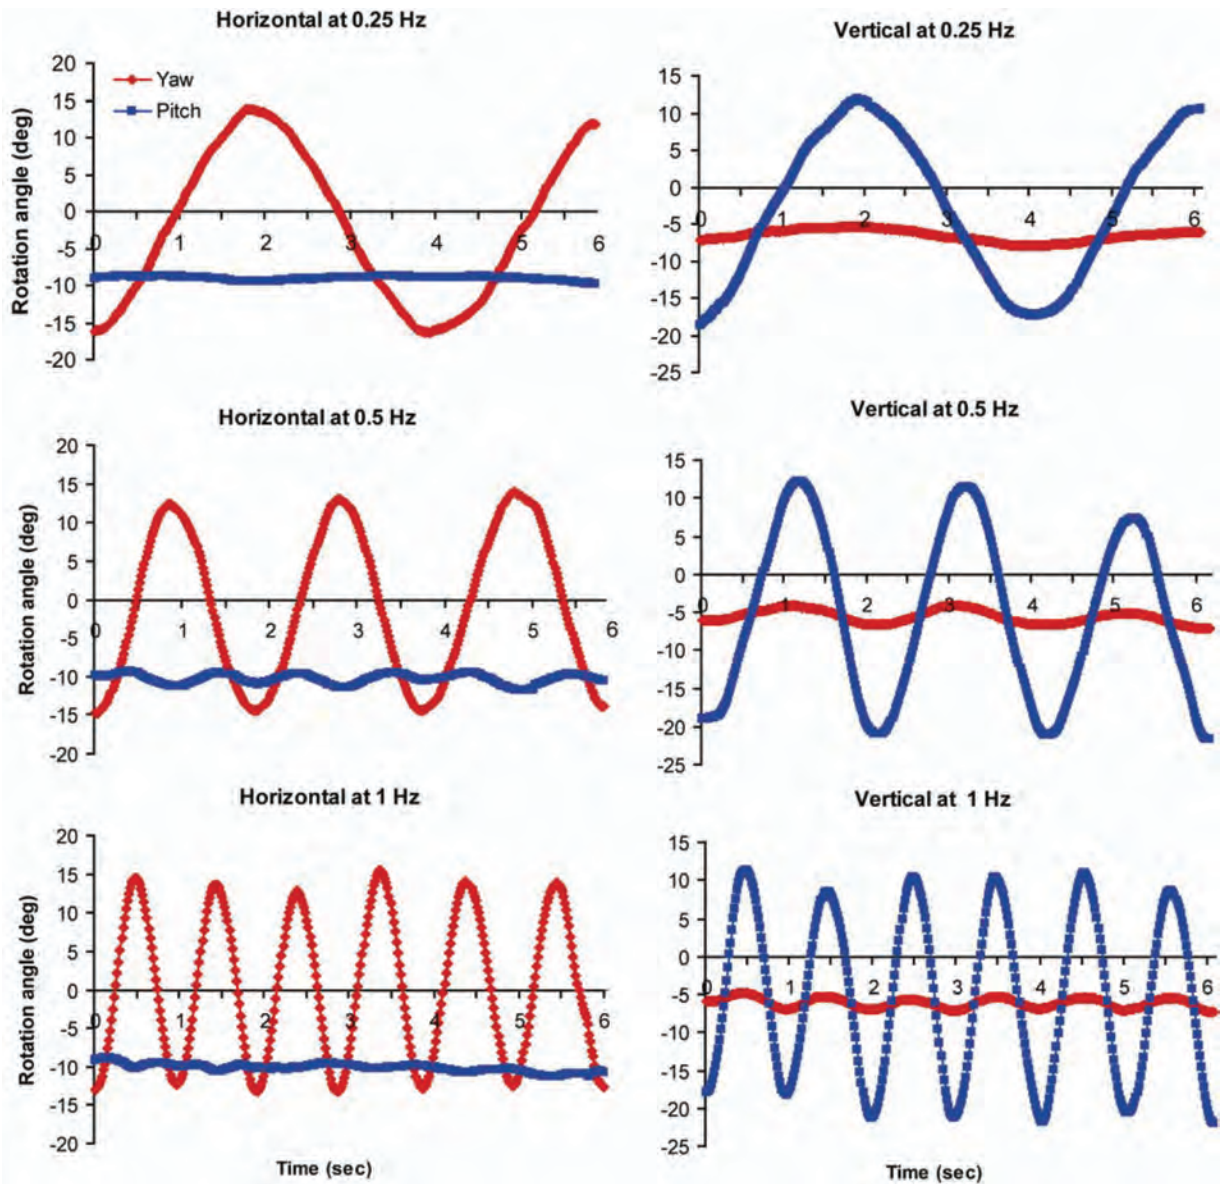 Horizontal at 0.25 Hz
Rotation angle (deg)
20
15
10
5
0
-5
-10
-15
-20
Yaw
Pitch
0 1 2 3 4 5 6
Vertical at 0.25 Hz
15
10
5
0
-5
-10
-15
-20
-25
0 2 4 5 6
Horizontal at 0.5 Hz
Rotation angle (deg)
20
15
10
5
0
-5
-10
-15
-20
0 1 2 3 4 5 6
Vertical at 0.5 Hz
15
10
5
0
-5
-10
-15
-20
-25
0 1 2 3 4 5 6
Horizontal at 1 Hz
Rotation angle (deg)
20
15
10
5
0
-5
-10
-15
-20
0 1 2 3 4 5 6
Time (sec)
Vertical at 1 Hz
15
10
5
0
-5
-10
-15
-20
-25
0 1 2 3 4 5 6
Time (sec)